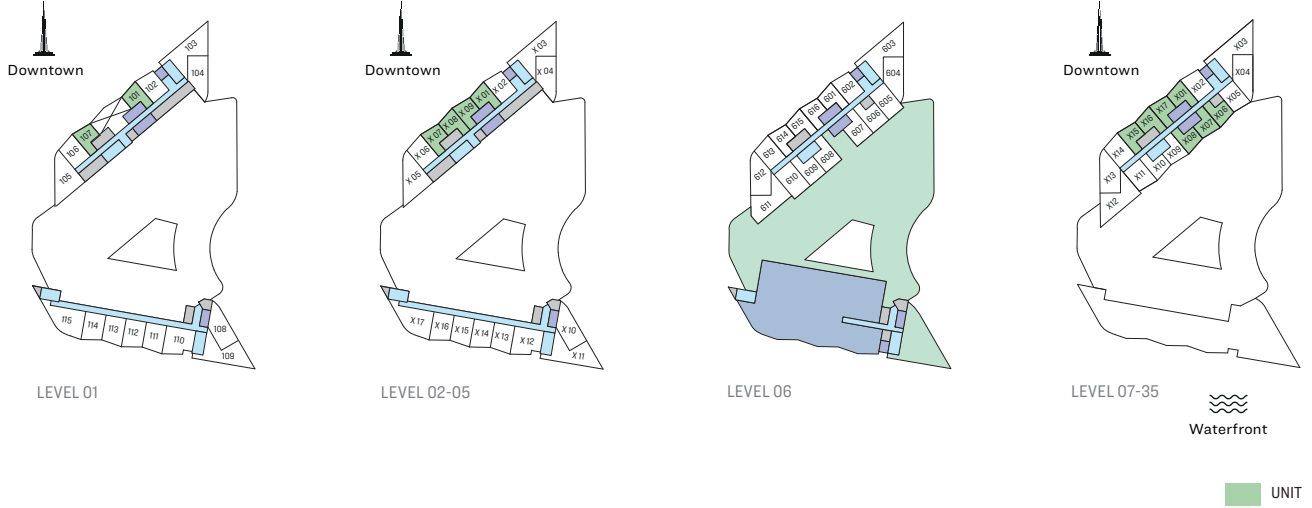 Downtown
103
104
102
101
107
106
105
115
114
113
112
111
110
108
109
LEVEL 01
Downtown
X 03
X 04
X 02
X 01
X 09
X 08
X 07
X 06
X 05
X 17
X 16
X 15
X 14
X 13
X 12
X 10
X 11
LEVEL 02-05
603
604
602
601
616
615
614
613
612
611
605
606
607
608
609
610
LEVEL 06
Downtown
X03
X04
X02
X01
X17
X16
X15
X14
X13
X12
X05
X06
X07
X08
X09
X10
X11
LEVEL 07-35
Waterfront
UNIT